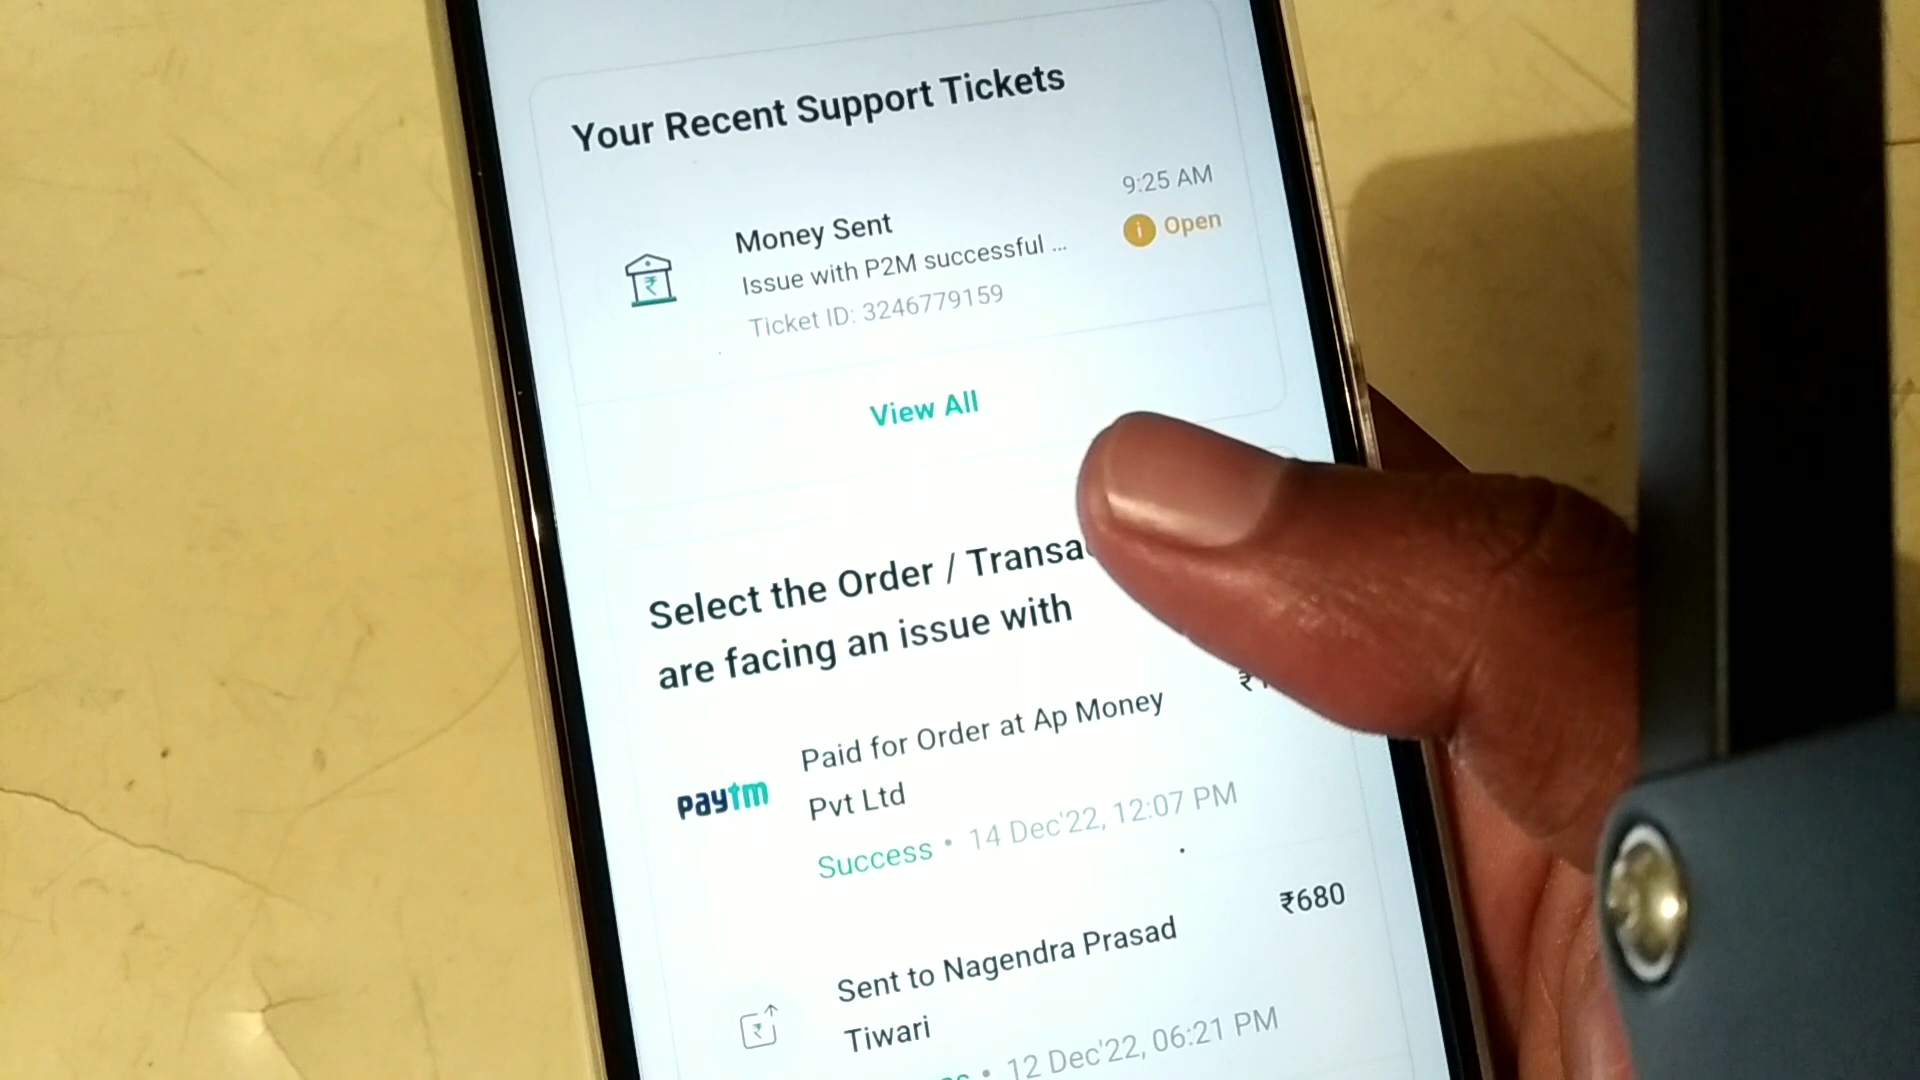 Your Recent Support Tickets
9:25 AM
Money Sent
Open
Issue with P2M successful ...
Ticket ID: 3246779159
View All
Select the Order /
are facing an issue with
Paid for Order at Ap Money
Pvt Ltd
paytm
Success • 14 Dec'22, 12:07 PM
₹680
Sent to Nagendra Prasad
Tiwari
• 12 Dec'22, 06:21 PM